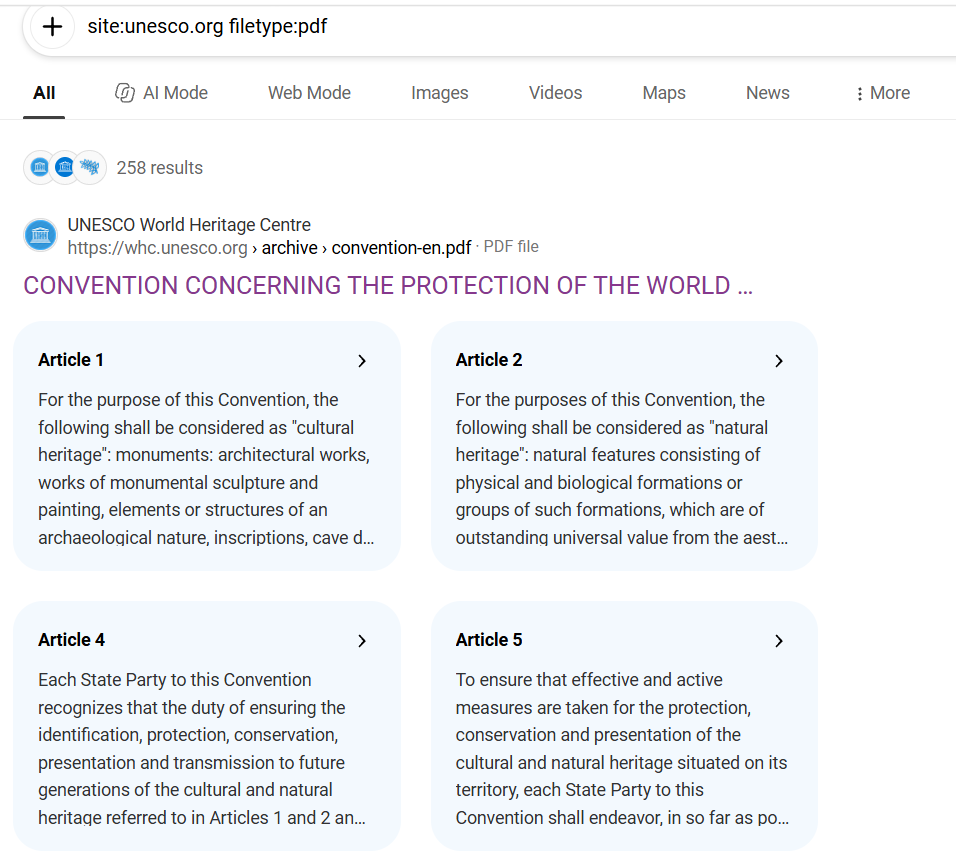 site:unesco.org filetype:pdf
All AI Mode Web Mode Images Videos Maps News More
258 results
UNESCO World Heritage Centre
https://whc.unesco.org › archive › convention-en.pdf · PDF file
CONVENTION CONCERNING THE PROTECTION OF THE WORLD ...
Article 1
For the purpose of this Convention, the
following shall be considered as "cultural
heritage": monuments: architectural works,
works of monumental sculpture and
painting, elements or structures of an
archaeological nature, inscriptions, cave d...
Article 2
For the purposes of this Convention, the
following shall be considered as "natural
heritage": natural features consisting of
physical and biological formations or
groups of such formations, which are of
outstanding universal value from the aest...
Article 4
Each State Party to this Convention
recognizes that the duty of ensuring the
identification, protection, conservation,
presentation and transmission to future
generations of the cultural and natural
heritage referred to in Articles 1 and 2 an...
Article 5
To ensure that effective and active
measures are taken for the protection,
conservation and presentation of the
cultural and natural heritage situated on its
territory, each State Party to this
Convention shall endeavor, in so far as po...